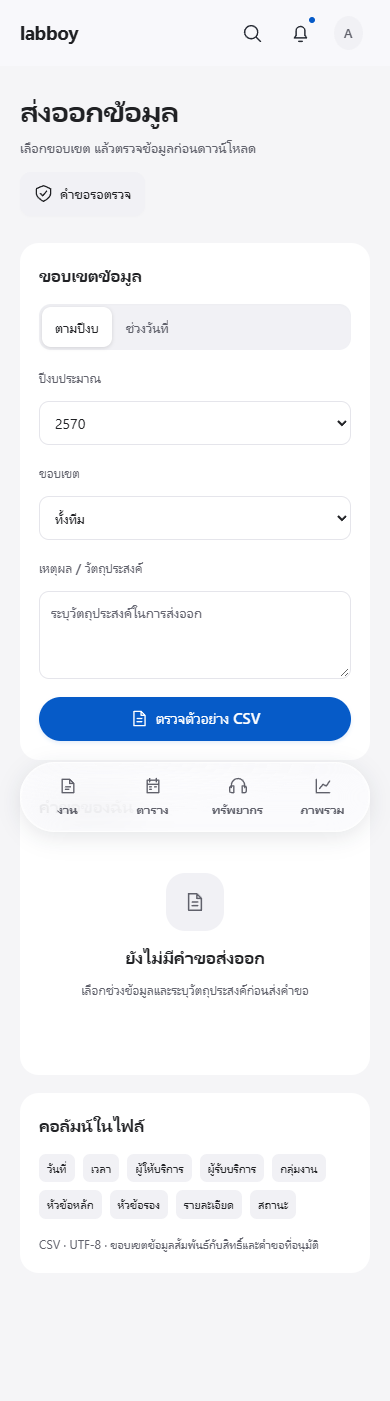 labboy
A
ส่งออกข้อมูล
เลือกขอบเขต แล้วตรวจข้อมูลก่อนดาวน์โหลด
คำขอรอตรวจ
ขอบเขตข้อมูล
ตามปีงบ
ช่วงวันที่
ปีงบประมาณ
2570
ขอบเขต
ทั้งทีม
เหตุผล / วัตถุประสงค์
ระบุวัตถุประสงค์ในการส่งออก
ตรวจตัวอย่าง CSV
งาน
ตาราง
ทรัพยากร
ภาพรวม
ยังไม่มีคำขอส่งออก
เลือกช่วงข้อมูลและระบุวัตถุประสงค์ก่อนส่งคำขอ
คอลัมน์ในไฟล์
วันที่ เวลา ผู้ให้บริการ ผู้รับบริการ กลุ่มงาน
หัวข้อหลัก หัวข้อรอง รายละเอียด สถานะ
CSV · UTF-8 · ขอบเขตข้อมูลสัมพันธ์กับสิทธิ์และคำขอที่อนุมัติ